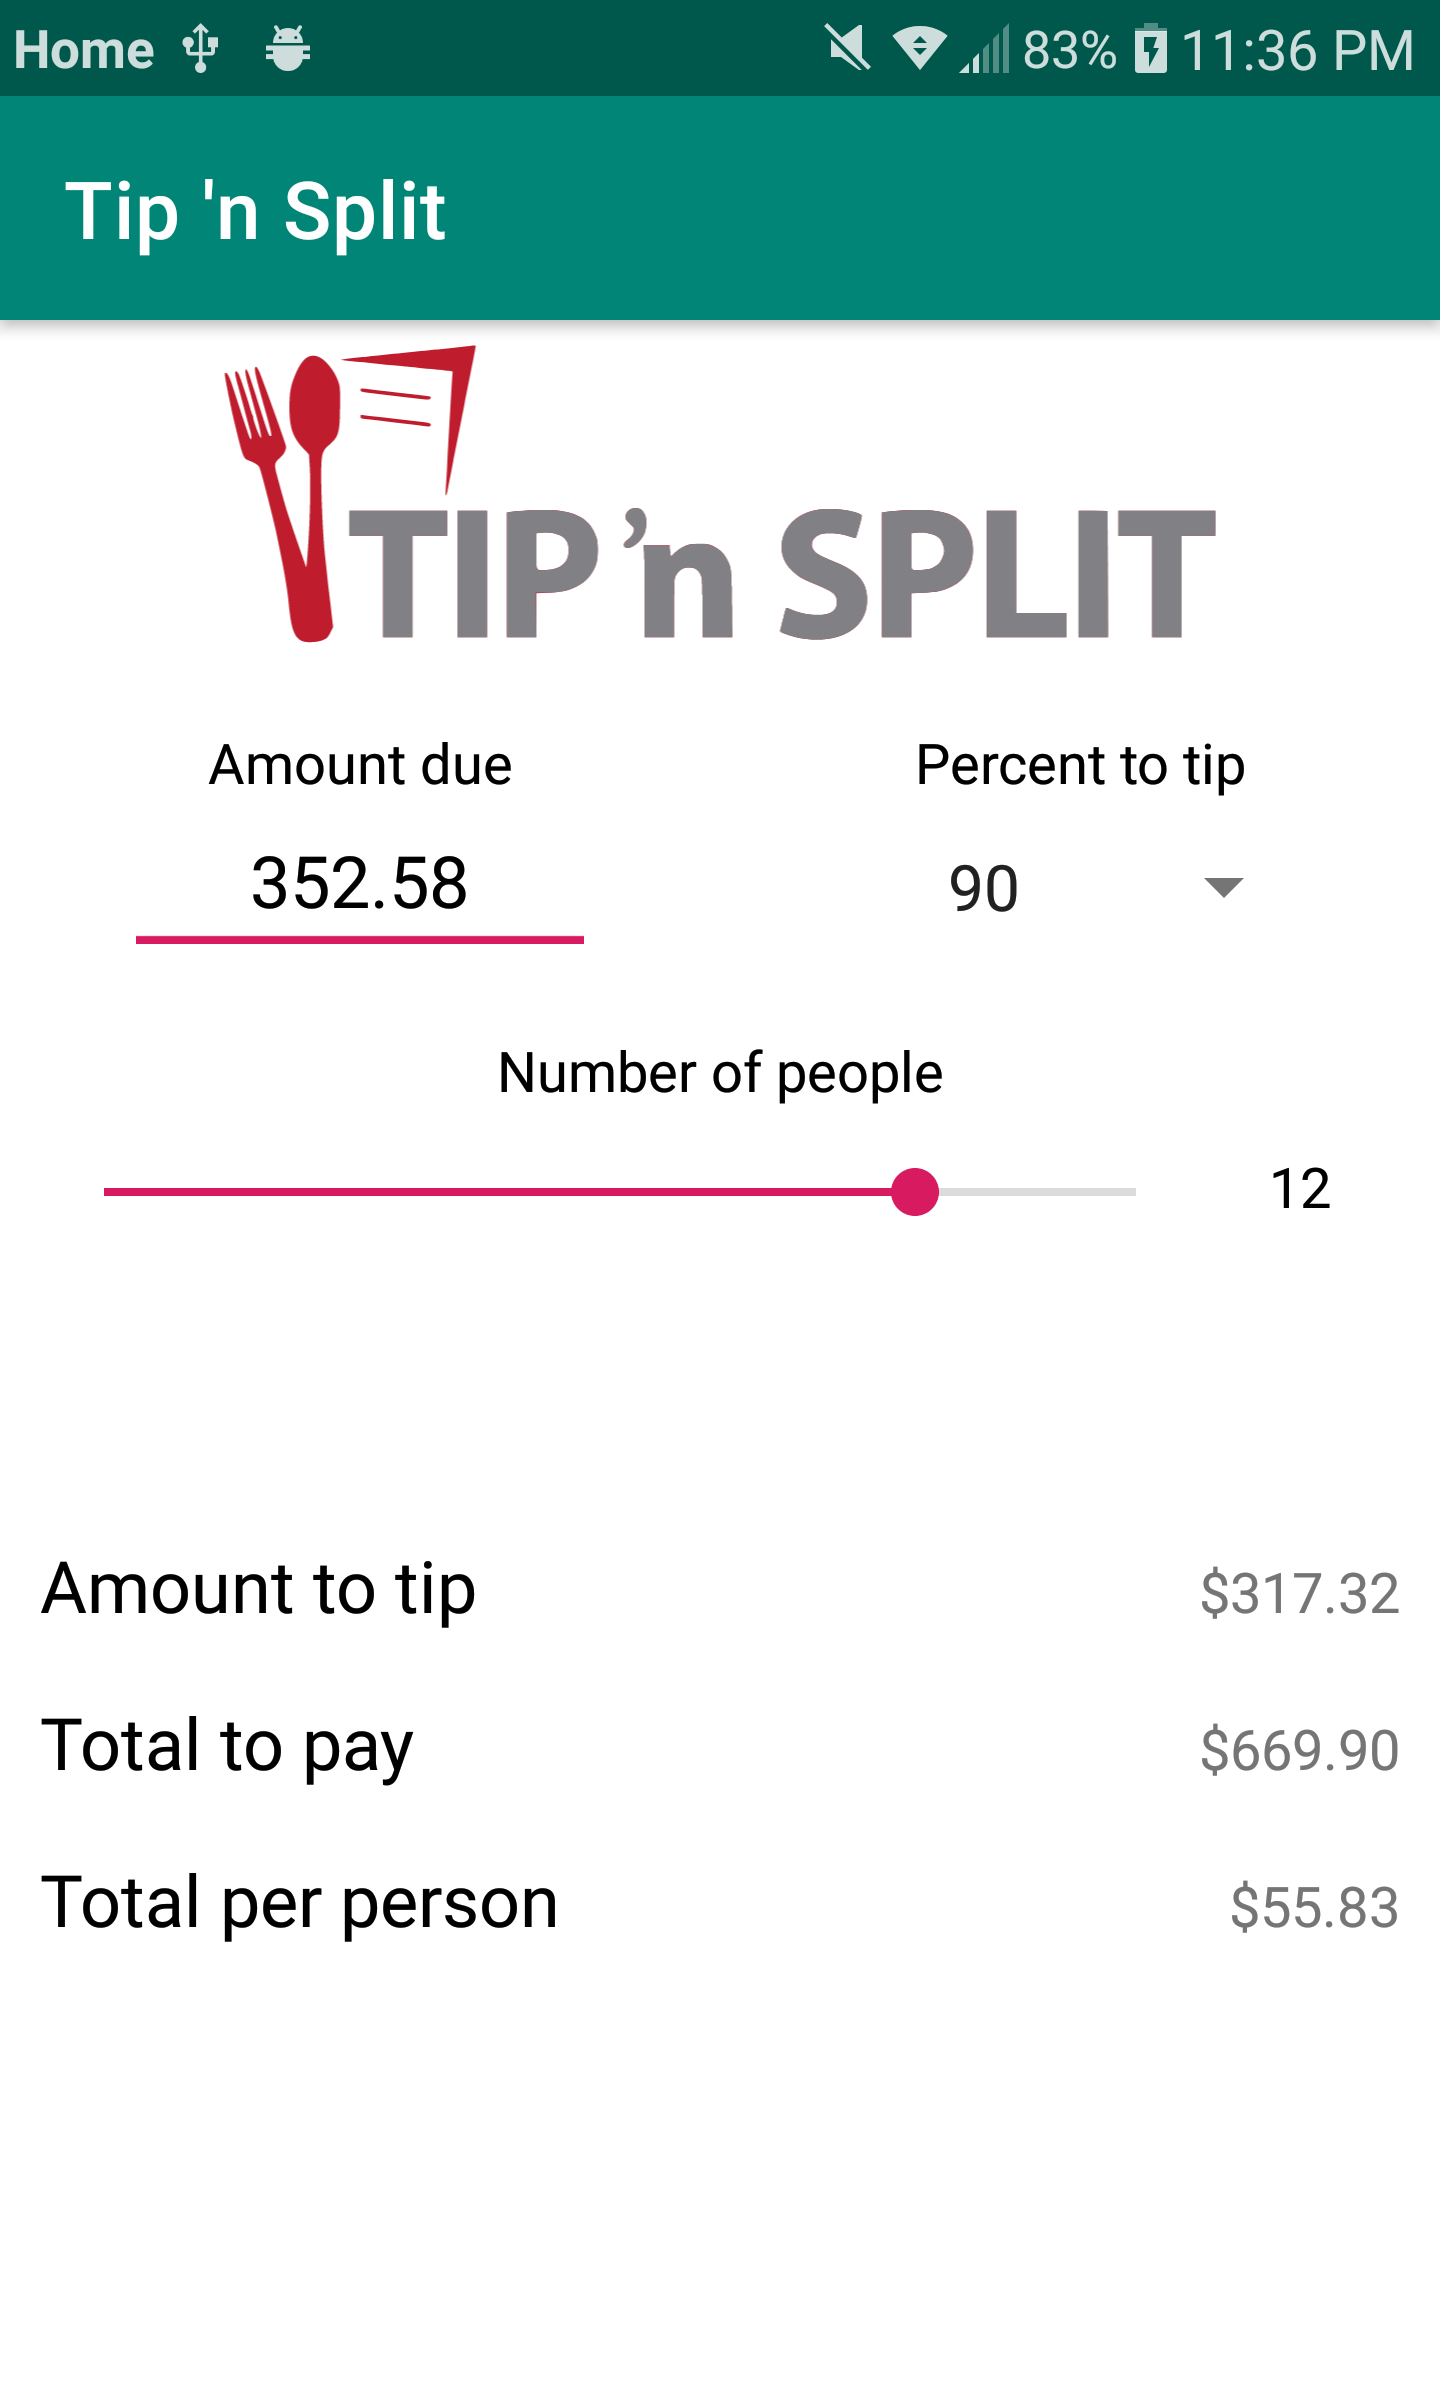 Home 83% 11:36 PM
Tip 'n Split
TIP ’n SPLIT
Amount due Percent to tip
352.58 90
Number of people
12
Amount to tip $317.32
Total to pay $669.90
Total per person $55.83